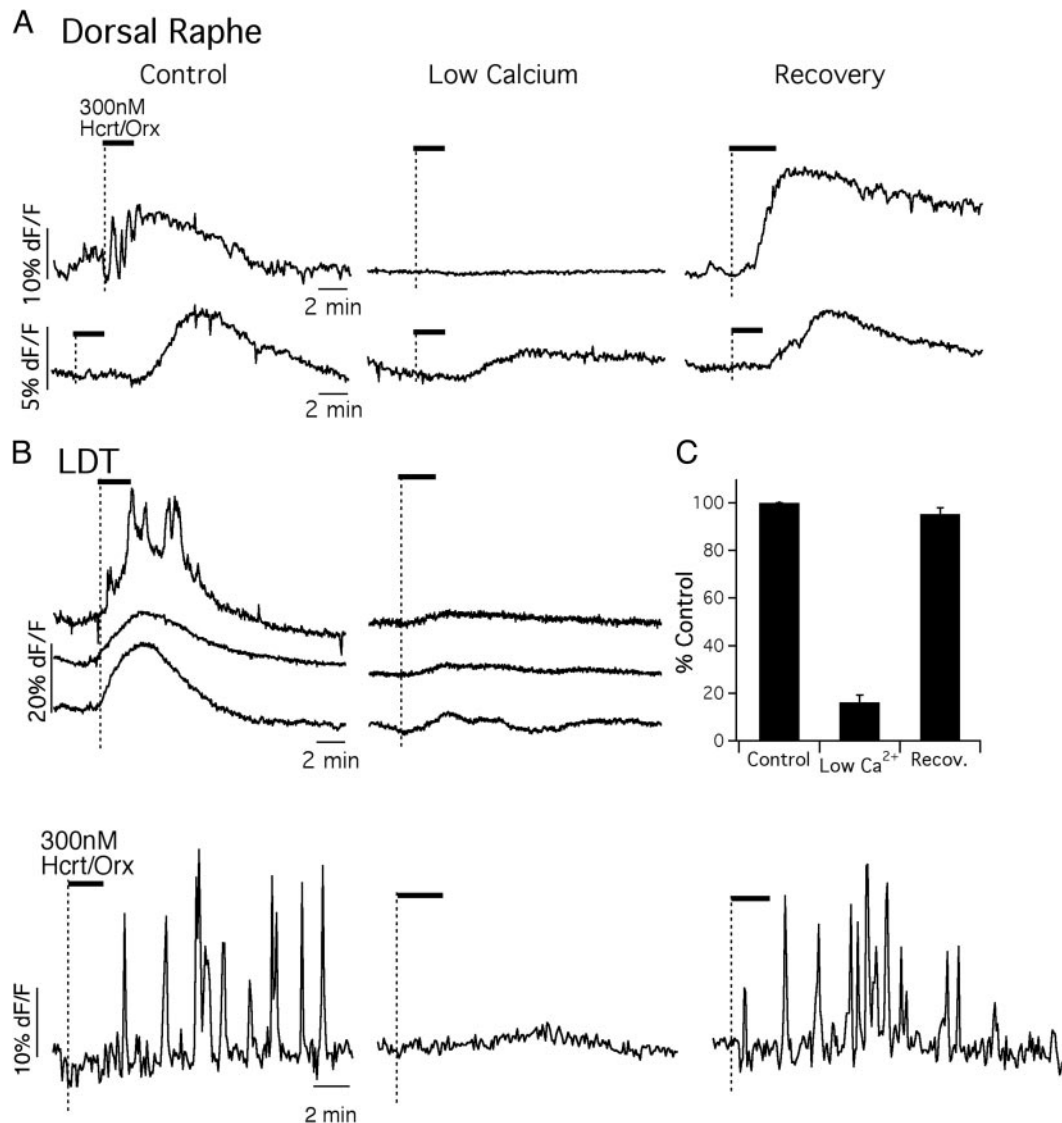 A Dorsal Raphe
Control
Low Calcium
Recovery
300nM
Hcrt/Orx
10% dF/F
2 min
5% dF/F
2 min
B LDT
20% dF/F
2 min
C
% Control
100
80
60
40
20
0
Control
Low Ca²⁺
Recov.
300nM
Hcrt/Orx
10% dF/F
2 min